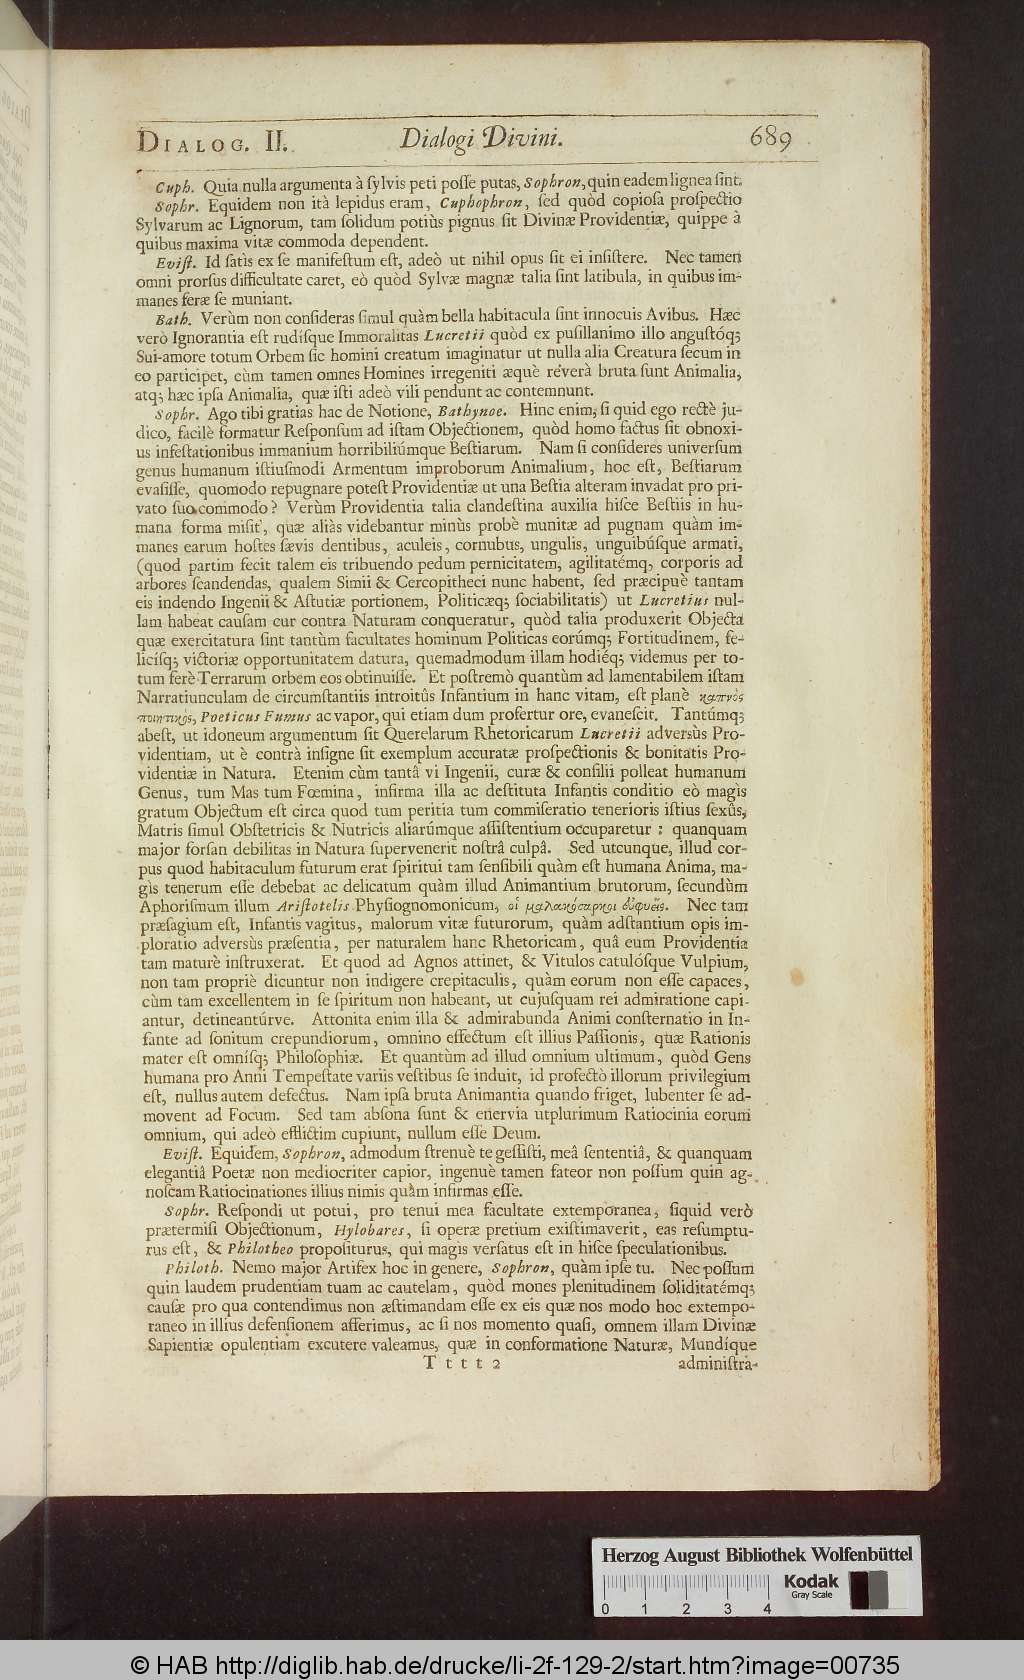 DIALOG. II. Dialogi Divini. 689
Cuph. Quia nulla argumenta à ſylvis peti poſſe putas, Sophron, quin eadem lignea ſint.
Sophr. Equidem non ità lepidus eram, Cuphophron, ſed quòd copioſa proſpectio
Sylvarum ac Lignorum, tam ſolidum potiùs pignus ſit Divinæ Providentiæ, quippe à
quibus maxima vitæ commoda dependent.
Eviſt. Id ſatìs ex ſe manifeſtum eſt, adeò ut nihil opus ſit ei inſiſtere. Nec tamen
omni prorſus difficultate caret, eò quòd Sylvæ magnæ talia ſint latibula, in quibus im-
manes feræ ſe muniant.
Bath. Verùm non conſideras ſimul quàm bella habitacula ſint innocuis Avibus. Hæc
verò Ignorantia eſt rudiſque Immoralitas Lucretii quòd ex puſillanimo illo anguſtóq;
Sui-amore totum Orbem ſic homini creatum imaginatur ut nulla alia Creatura ſecum in
eo participet, cùm tamen omnes Homines irregeniti æquè réverà bruta ſunt Animalia,
atq; hæc ipſa Animalia, quæ iſti adeò vili pendunt ac contemnunt.
Sophr. Ago tibi gratias hac de Notione, Bathynoe. Hinc enim, ſi quid ego rectè ju-
dico, facilè formatur Reſponſum ad iſtam Objectionem, quòd homo factus ſit obnoxi-
us infeſtationibus immanium horribiliúmque Beſtiarum. Nam ſi conſideres univerſum
genus humanum iſtiuſmodi Armentum improborum Animalium, hoc eſt, Beſtiarum
evaſiſſe, quomodo repugnare poteſt Providentiæ ut una Beſtia alteram invadat pro pri-
vato ſuo commodo? Verùm Providentia talia clandeſtina auxilia hiſce Beſtiis in hu-
mana forma miſit, quæ aliàs videbantur minùs probè munitæ ad pugnam quàm im-
manes earum hoſtes ſævis dentibus, aculeis, cornubus, ungulis, unguibúſque armati,
(quod partim fecit talem eis tribuendo pedum pernicitatem, agilitatémq, corporis ad
arbores ſcandendas, qualem Simii & Cercopitheci nunc habent, ſed præcipuè tantam
eis indendo Ingenii & Aſtutiæ portionem, Politicæq; ſociabilitatis) ut Lucretius nul-
lam habeat cauſam cur contra Naturam conqueratur, quòd talia produxerit Objecta
quæ exercitatura ſint tantùm facultates hominum Politicas eorúmq; Fortitudinem, fe-
liciſq; victoriæ opportunitatem datura, quemadmodum illam hodiéq; videmus per to-
tum ferè Terrarum orbem eos obtinuiſſe. Et poſtremò quantùm ad lamentabilem iſtam
Narratiunculam de circumſtantiis introitûs Infantium in hanc vitam, eſt planè καπνὸς
ποιητικὸς, Poeticus Fumus ac vapor, qui etiam dum profertur ore, evaneſcit. Tantúmq;
abeſt, ut idoneum argumentum ſit Querelarum Rhetoricarum Lucretii adversùs Pro-
videntiam, ut è contrà inſigne ſit exemplum accuratæ proſpectionis & bonitatis Pro-
videntiæ in Natura. Etenim cùm tantâ vi Ingenii, curæ & conſilii polleat humanum
Genus, tum Mas tum Fœmina, infirma illa ac deſtituta Infantis conditio eò magìs
gratum Objectum eſt circa quod tum peritia tum commiſeratio tenerioris iſtius ſexûs,
Matris ſimul Obſtetricis & Nutricis aliarúmque aſſiſtentium occuparetur : quanquam
major forſan debilitas in Natura ſupervenerit noſtrâ culpâ. Sed utcunque, illud cor-
pus quod habitaculum futurum erat ſpiritui tam ſenſibili quàm eſt humana Anima, ma-
gìs tenerum eſſe debebat ac delicatum quàm illud Animantium brutorum, ſecundùm
Aphoriſmum illum Ariſtotelis Phyſiognomonicum, οἱ μαλακόσαρκοι εὐφυεῖς. Nec tam
præſagium eſt, Infantis vagitus, malorum vitæ futurorum, quàm adſtantium opis im-
ploratio adversùs præſentia, per naturalem hanc Rhetoricam, quâ eum Providentia
tam maturè inſtruxerat. Et quod ad Agnos attinet, & Vitulos catulóſque Vulpium,
non tam propriè dicuntur non indigere crepitaculis, quàm eorum non eſſe capaces,
cùm tam excellentem in ſe ſpiritum non habeant, ut cujuſquam rei admiratione capi-
antur, detineantúrve. Attonita enim illa & admirabunda Animi conſternatio in In-
fante ad ſonitum crepundiorum, omnino effectum eſt illius Paſſionis, quæ Rationis
mater eſt omníſq; Philoſophiæ. Et quantùm ad illud omnium ultimum, quòd Gens
humana pro Anni Tempeſtate variis veſtibus ſe induit, id profectò illorum privilegium
eſt, nullus autem defectus. Nam ipſa bruta Animantia quando friget, lubenter ſe ad-
movent ad Focum. Sed tam abſona ſunt & enervia utplurimum Ratiocinia eorum
omnium, qui adeò efflictim cupiunt, nullum eſſe Deum.
Eviſt. Equidem, Sophron, admodum ſtrenuè te geſſiſti, meâ ſententiâ, & quanquam
elegantiâ Poetæ non mediocriter capior, ingenuè tamen fateor non poſſum quin ag-
noſcam Ratiocinationes illius nimis quàm infirmas eſſe.
Sophr. Reſpondi ut potui, pro tenui mea facultate extemporanea, ſiquid verò
prætermiſi Objectionum, Hylobares, ſi operæ pretium exiſtimaverit, eas reſumptu-
rus eſt, & Philotheo propoſiturus, qui magis verſatus eſt in hiſce ſpeculationibus.
Philoth. Nemo major Artifex hoc in genere, Sophron, quàm ipſe tu. Nec poſſum
quin laudem prudentiam tuam ac cautelam, quòd mones plenitudinem ſoliditatémq;
cauſæ pro qua contendimus non æſtimandam eſſe ex eis quæ nos modo hoc extempo-
raneo in illius defenſionem afferimus, ac ſi nos momento quaſi, omnem illam Divinæ
Sapientiæ opulentiam excutere valeamus, quæ in conformatione Naturæ, Mundíque
T t t t 2 adminiſtra-
Herzog August Bibliothek Wolfenbüttel
Kodak
Gray Scale
0 1 2 3 4
© HAB http://diglib.hab.de/drucke/li-2f-129-2/start.htm?image=00735